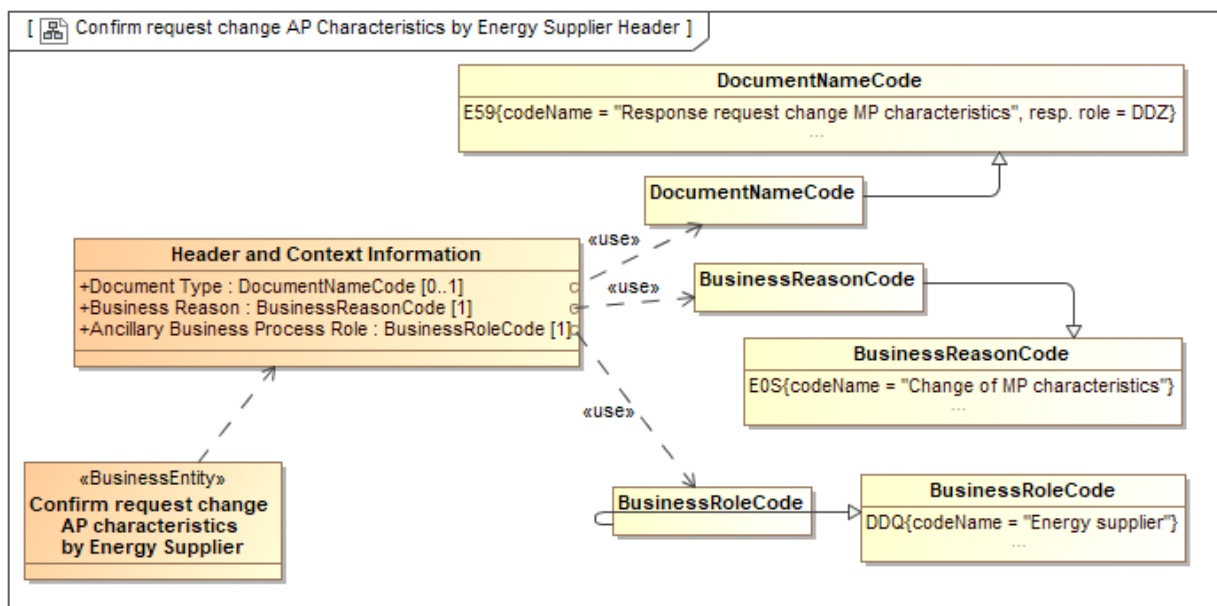 [ Confirm request change AP Characteristics by Energy Supplier Header ]
DocumentNameCode
E59{codeName = "Response request change MP characteristics", resp. role = DDZ}
...
DocumentNameCode
«use»
Header and Context Information
+Document Type : DocumentNameCode [0..1]
+Business Reason : BusinessReasonCode [1]
+Ancillary Business Process Role : BusinessRoleCode [1]
«use»
BusinessReasonCode
BusinessReasonCode
E0S{codeName = "Change of MP characteristics"}
...
«use»
«BusinessEntity»
Confirm request change
AP characteristics
by Energy Supplier
BusinessRoleCode
BusinessRoleCode
DDQ{codeName = "Energy supplier"}
...